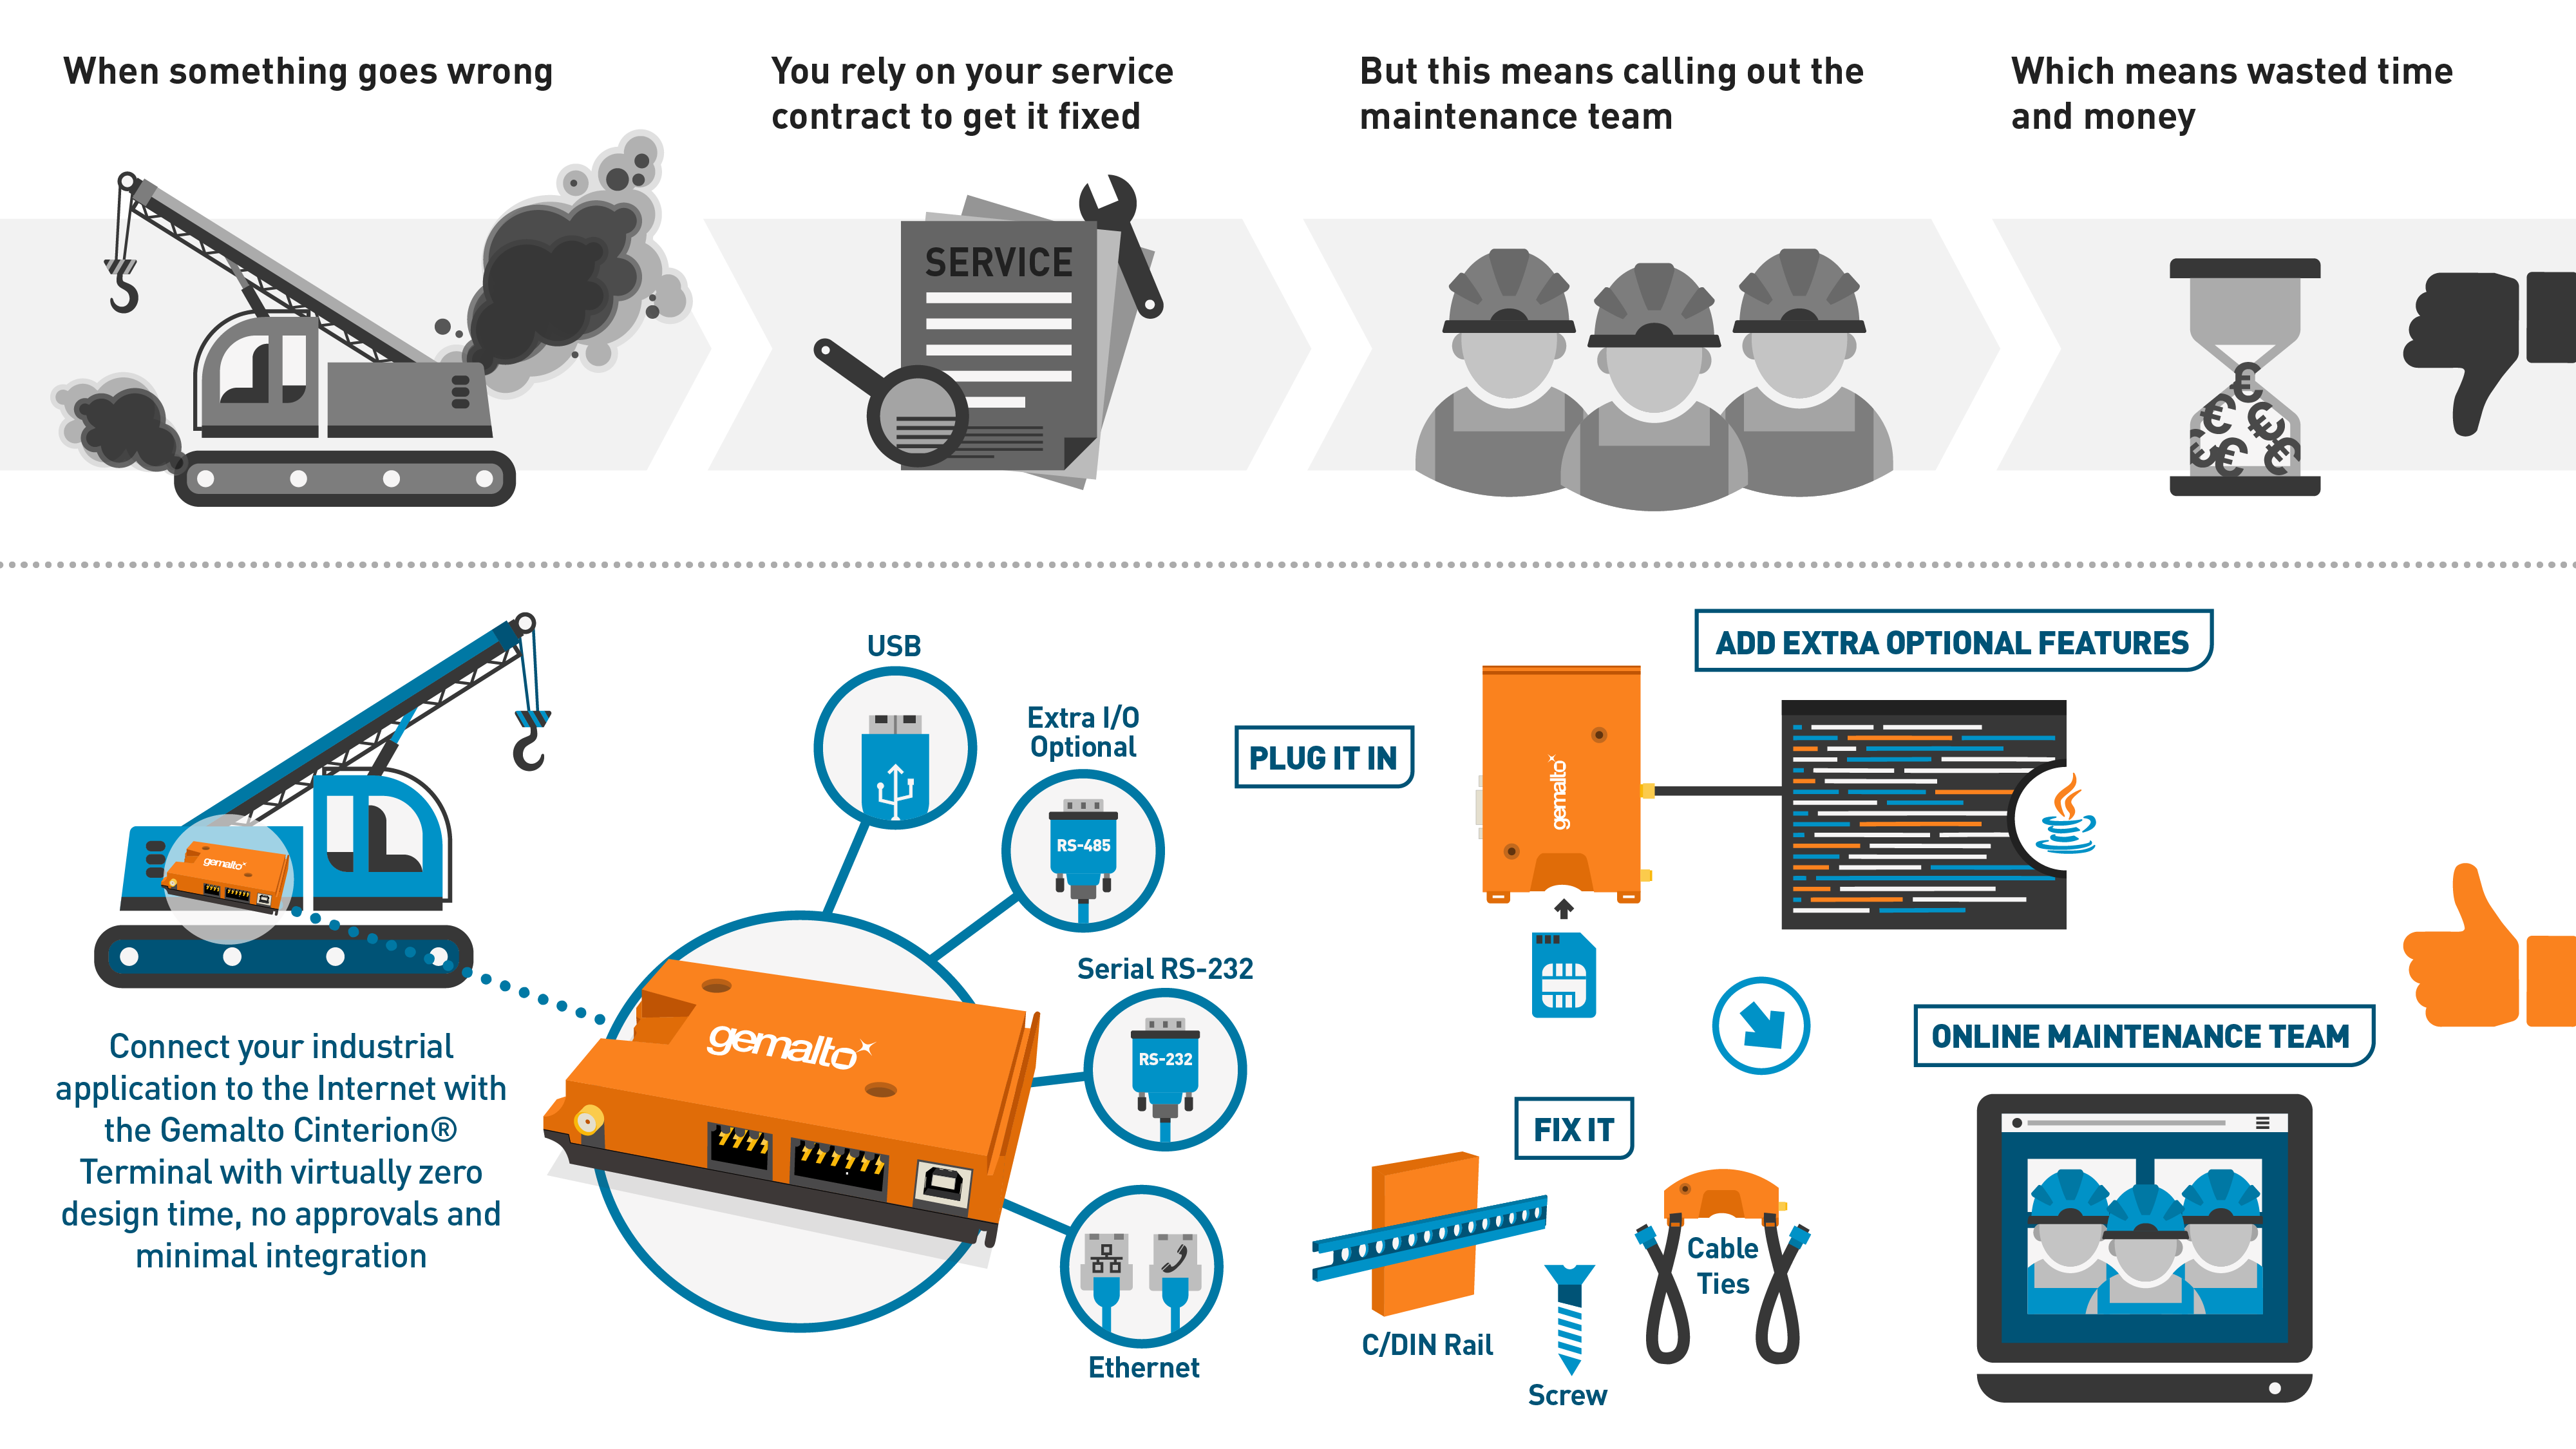 When something goes wrong
You rely on your service
contract to get it fixed
But this means calling out the
maintenance team
Which means wasted time
and money
SERVICE
gemalto
Connect your industrial
application to the Internet with
the Gemalto Cinterion®
Terminal with virtually zero
design time, no approvals and
minimal integration
gemalto
USB
Extra I/O
Optional
RS-485
Serial RS-232
RS-232
Ethernet
PLUG IT IN
gemalto
ADD EXTRA OPTIONAL FEATURES
FIX IT
C/DIN Rail
Screw
Cable
Ties
ONLINE MAINTENANCE TEAM